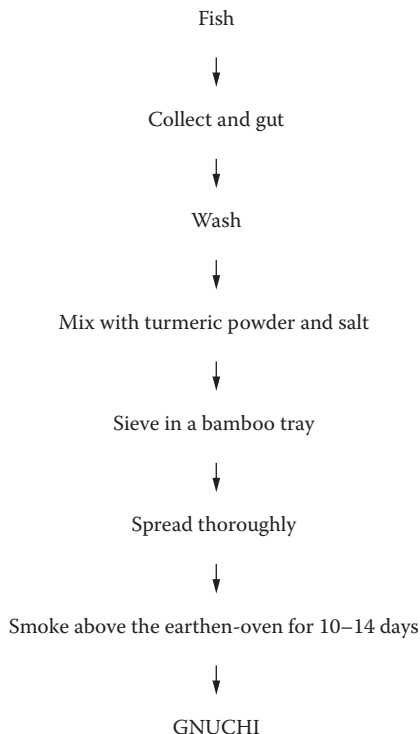 Fish
Collect and gut
Wash
Mix with turmeric powder and salt
Sieve in a bamboo tray
Spread thoroughly
Smoke above the earthen-oven for 10–14 days
GNUCHI